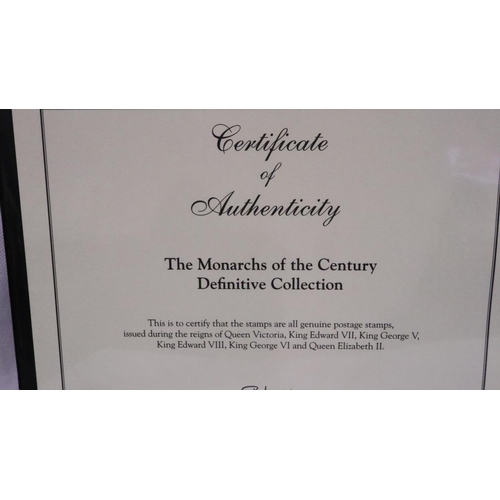 Certificate
of
Authenticity
The Monarchs of the Century
Definitive Collection
This is to certify that the stamps are all genuine postage stamps,
issued during the reigns of Queen Victoria, King Edward VII, King George V,
King Edward VIII, King George VI and Queen Elizabeth II.